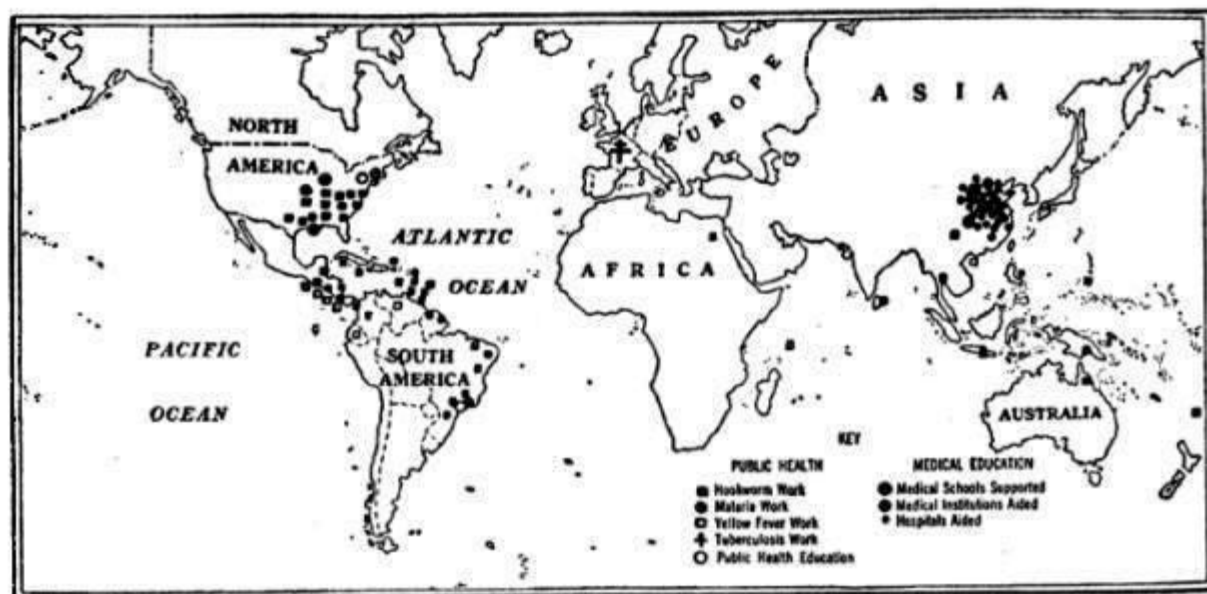 NORTH
AMERICA
ATLANTIC
OCEAN
PACIFIC
OCEAN
SOUTH
AMERICA
EUROPE
AFRICA
ASIA
AUSTRALIA
KEY
PUBLIC HEALTH
Hookworm Work
Malaria Work
Yellow Fever Work
Tuberculosis Work
Public Health Education
MEDICAL EDUCATION
Medical Schools Supported
Medical Institutions Aided
Hospitals Aided